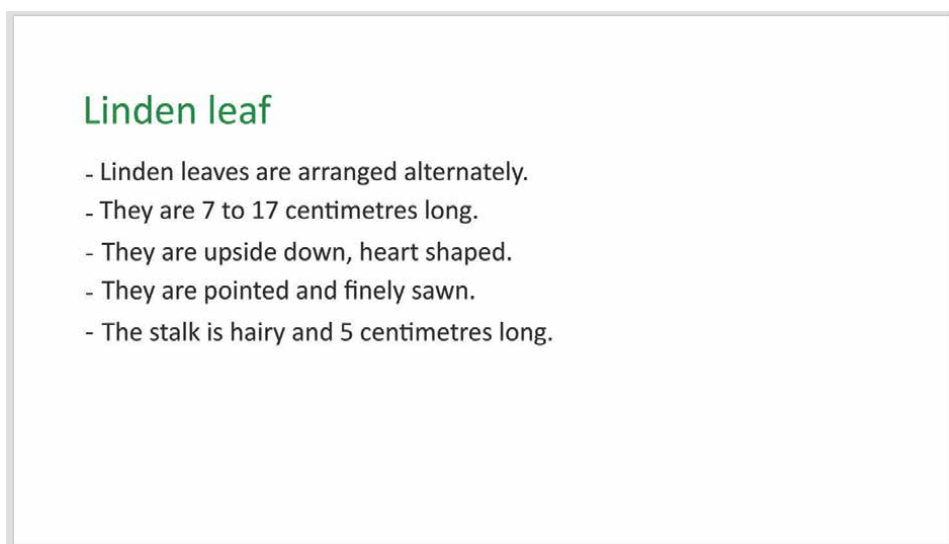 Linden leaf
- Linden leaves are arranged alternately.
- They are 7 to 17 centimetres long.
- They are upside down, heart shaped.
- They are pointed and finely sawn.
- The stalk is hairy and 5 centimetres long.